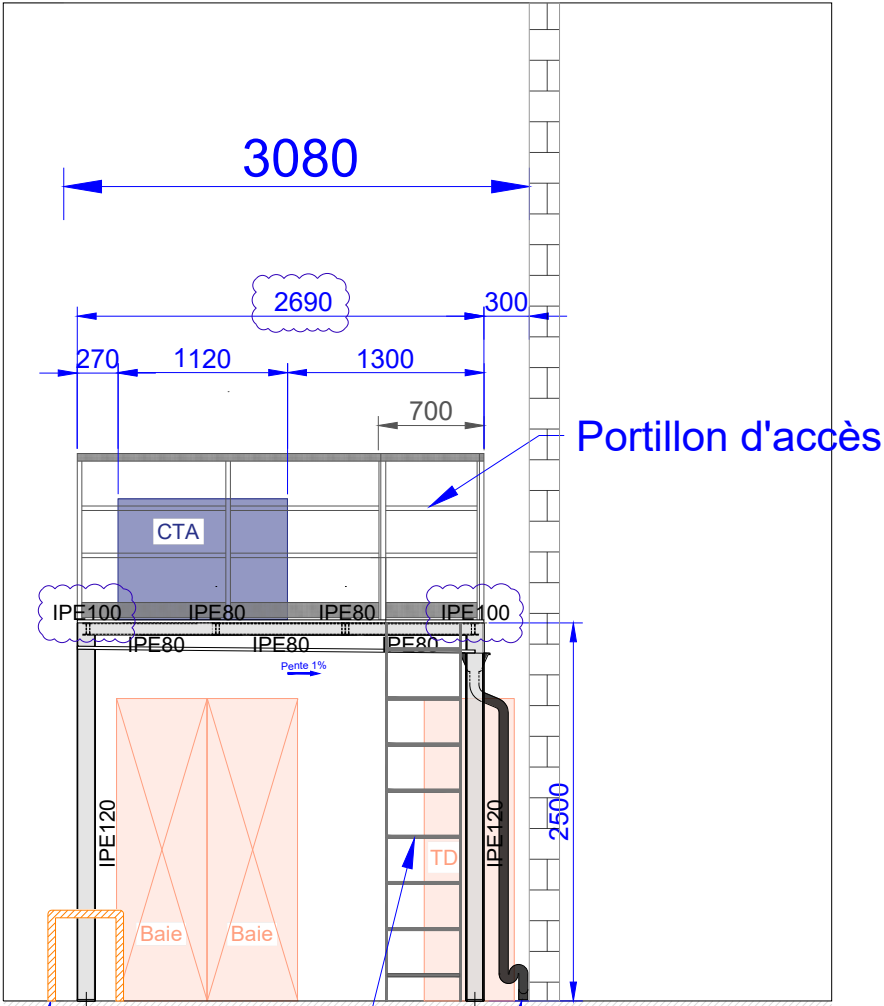 3080
2690
300
270
1120
1300
700
Portillon d'accès
CTA
IPE100
IPE80
IPE80
IPE100
IPE80
IPE80
IPE80
Pente 1%
2500
IPE120
IPE120
TD
Baie
Baie